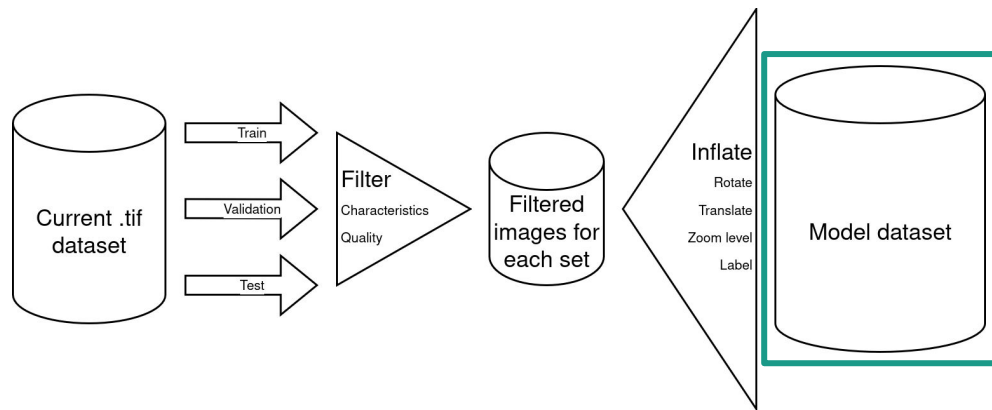 Current .tif
dataset
Train
Validation
Test
Filter
Characteristics
Quality
Filtered
images for
each set
Inflate
Rotate
Translate
Zoom level
Label
Model dataset